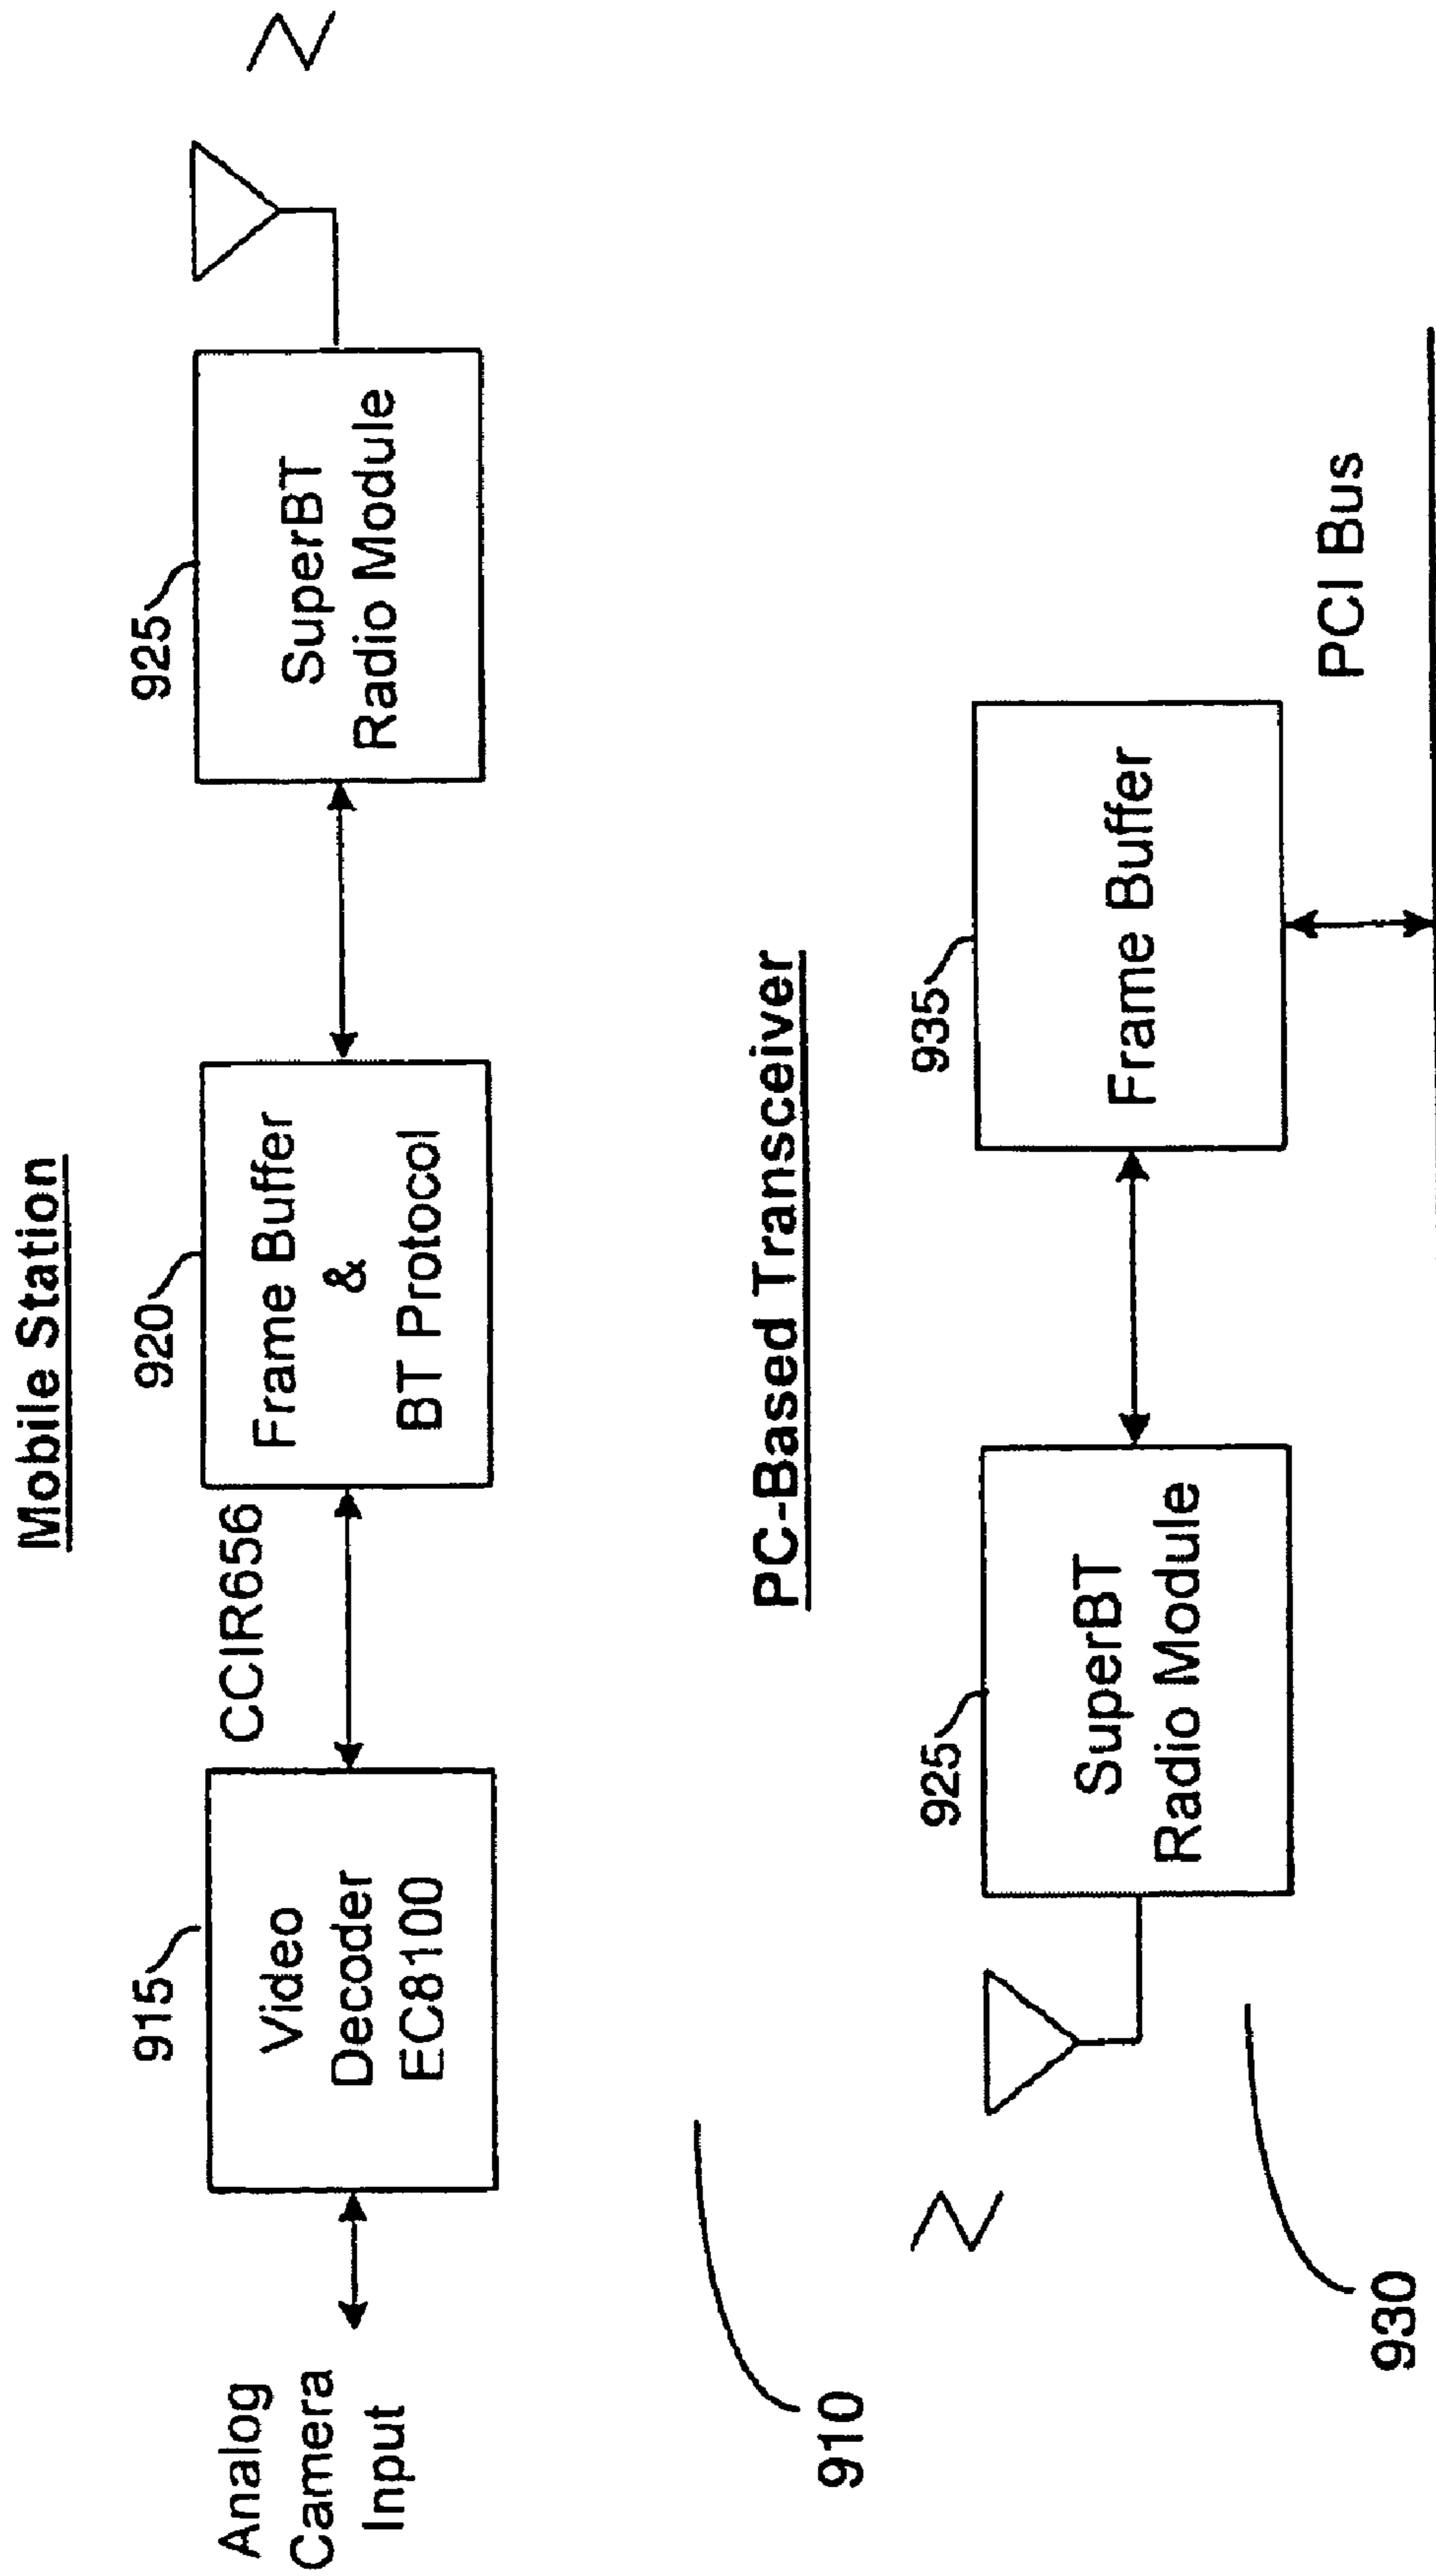 Mobile Station
Analog
Camera
Input
915
Video
Decoder
EC8100
CCIR656
920
Frame Buffer
&
BT Protocol
925
SuperBT
Radio Module
910
PC-Based Transceiver
925
SuperBT
Radio Module
935
Frame Buffer
PCI Bus
930